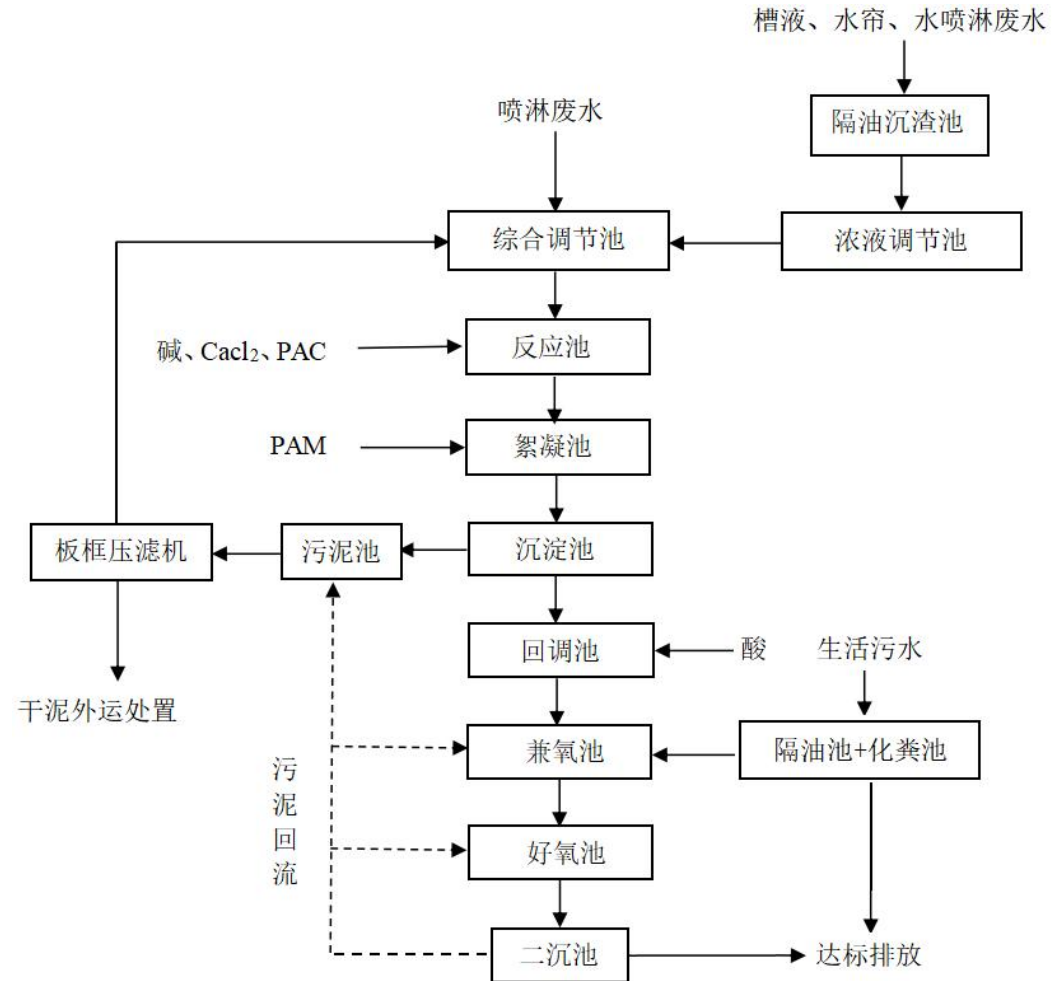 槽液、水帘、水喷淋废水
喷淋废水
隔油沉渣池
综合调节池
浓液调节池
碱、Cacl₂、PAC
反应池
PAM
絮凝池
板框压滤机
污泥池
沉淀池
回调池
酸
生活污水
干泥外运处置
兼氧池
隔油池+化粪池
污泥回流
好氧池
二沉池
达标排放